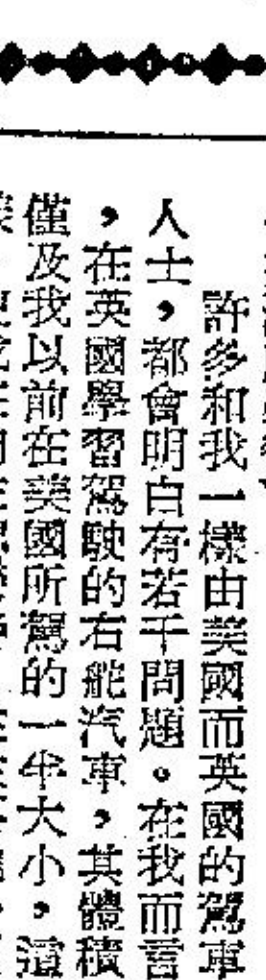 許多和我一樣由美國而英國的駕車
人士，都會明白有若干問題。在我而言
，在英國學習駕駛的右舵汽車，其體積
僅及我以前在美國所駕的一半大小，這